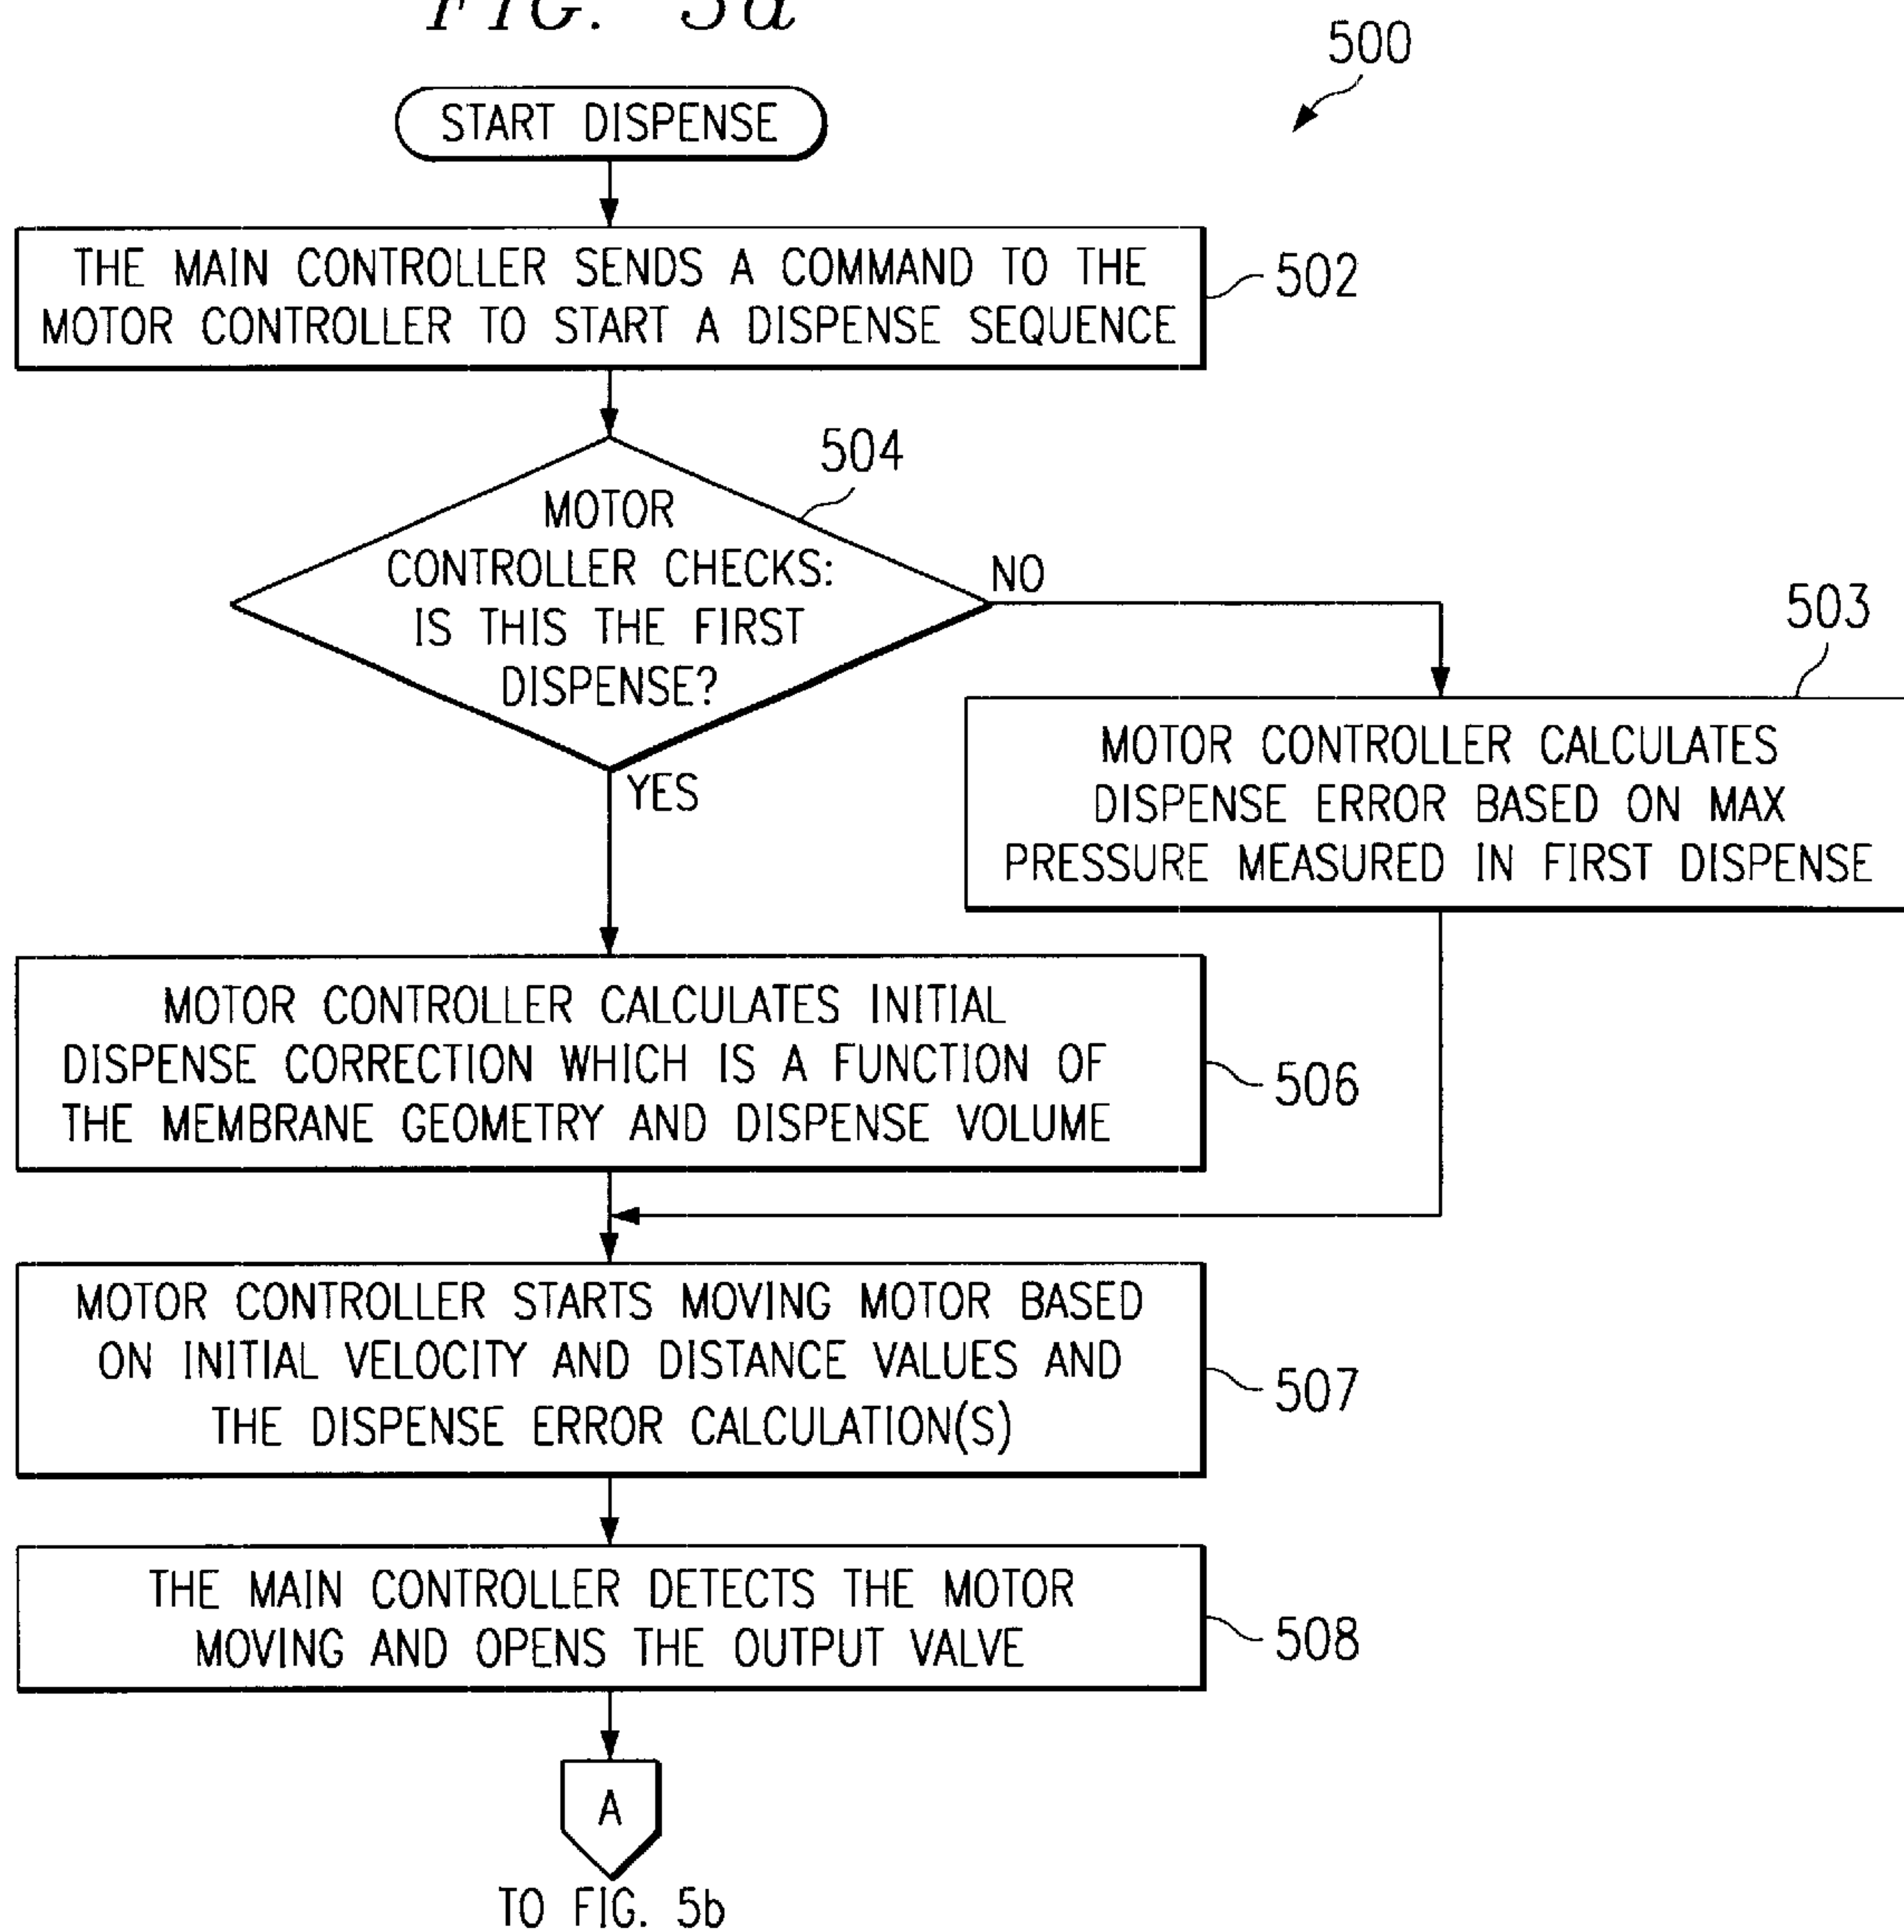 FIG. 5a
500
START DISPENSE
THE MAIN CONTROLLER SENDS A COMMAND TO THE
MOTOR CONTROLLER TO START A DISPENSE SEQUENCE
502
504
MOTOR
CONTROLLER CHECKS:
IS THIS THE FIRST
DISPENSE?
NO
YES
503
MOTOR CONTROLLER CALCULATES
DISPENSE ERROR BASED ON MAX
PRESSURE MEASURED IN FIRST DISPENSE
MOTOR CONTROLLER CALCULATES INITIAL
DISPENSE CORRECTION WHICH IS A FUNCTION OF
THE MEMBRANE GEOMETRY AND DISPENSE VOLUME
506
MOTOR CONTROLLER STARTS MOVING MOTOR BASED
ON INITIAL VELOCITY AND DISTANCE VALUES AND
THE DISPENSE ERROR CALCULATION(S)
507
THE MAIN CONTROLLER DETECTS THE MOTOR
MOVING AND OPENS THE OUTPUT VALVE
508
A
TO FIG. 5b